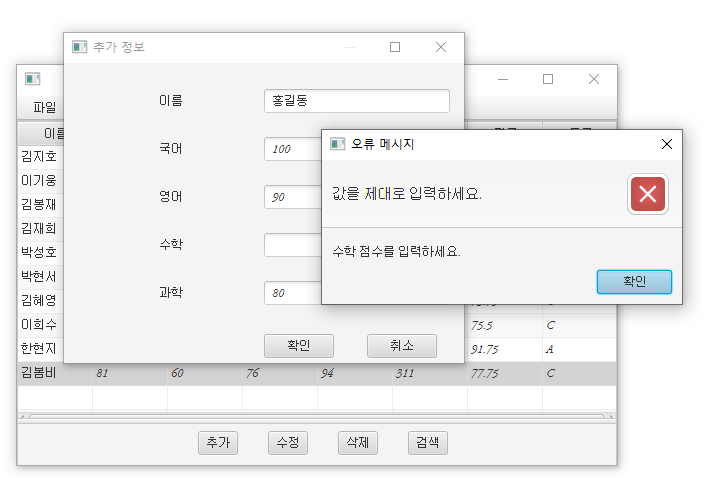 추가 정보
이름 홍길동
국어 100
영어 90
수학
과학 80
확인 취소
오류 메시지
값을 제대로 입력하세요.
수학 점수를 입력하세요.
확인
파일
이름
김지호
이기웅
김봉재
김재희
박성호
박현서
김혜영
이희수 75.5 C
한현지 91.75 A
김봄비 81 60 76 94 311 77.75 C
추가 수정 삭제 검색